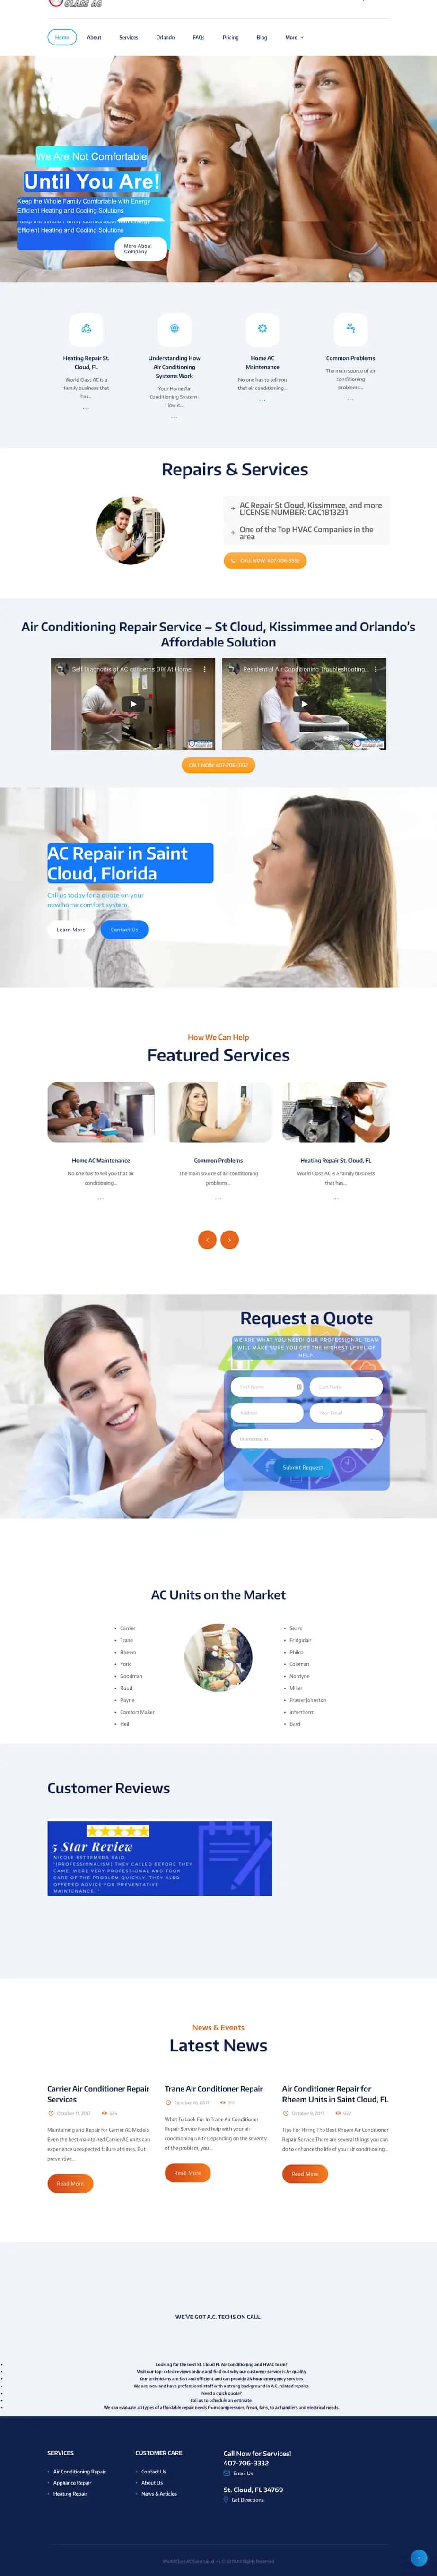 CLASS AC
Home
About
Services
Orlando
FAQs
Pricing
Blog
More
We Are Not Comfortable
Until You Are!
Keep the Whole Family Comfortable with Energy
Efficient Heating and Cooling Solutions
Keep the Whole Family Comfortable with Energy
Efficient Heating and Cooling Solutions
More About
Company
Heating Repair St.
Cloud, FL
World Class AC is a
family business that
has...
...
Understanding How
Air Conditioning
Systems Work
Your Home Air
Conditioning System :
How it...
...
Home AC
Maintenance
No one has to tell you
that air conditioning...
...
Common Problems
The main source of air
conditioning
problems...
...
Repairs & Services
+ AC Repair St Cloud, Kissimmee, and more
LICENSE NUMBER: CAC1813231
+ One of the Top HVAC Companies in the
area
CALL NOW! 407-706-3332
Air Conditioning Repair Service – St Cloud, Kissimmee and Orlando's
Affordable Solution
Self Diagnosis of AC concerns DIY At Home
Residential Air Conditioning Troubleshooting...
CALL NOW! 407-706-3332
AC Repair in Saint
Cloud, Florida
Call us today for a quote on your
new home comfort system.
Learn More
Contact Us
How We Can Help
Featured Services
Home AC Maintenance
No one has to tell you that air
conditioning...
...
Common Problems
The main source of air conditioning
problems...
...
Heating Repair St. Cloud, FL
World Class AC is a family business
that has...
...
Request a Quote
WE ARE WHAT YOU NEED! OUR PROFESSIONAL TEAM
WILL MAKE SURE YOU GET THE HIGHEST LEVEL OF
HELP.
First Name
Last Name
Address
Your Email
Interested in
Submit Request
AC Units on the Market
• Carrier
• Trane
• Rheem
• York
• Goodman
• Ruud
• Payne
• Comfort Maker
• Heil
• Sears
• Fridgidair
• Philco
• Coleman
• Nordyne
• Miller
• Frasier Johnston
• Intertherm
• Bard
Customer Reviews
5 Star Review
NICOLE ESTREMERA SAID:
"[PROFESSIONALISM] THEY CALLED BEFORE THEY
CAME. WERE VERY PROFESSIONAL AND TOOK
CARE OF THE PROBLEM QUICKLY. THEY ALSO
OFFERED ADVICE FOR PREVENTATIVE
MAINTENANCE."
News & Events
Latest News
Carrier Air Conditioner Repair
Services
October 11, 2017
Maintaining and Repair for Carrier AC Models
Even the best maintained Carrier AC units can
experience unexpected failure at times. But
preventive...
Read More
Trane Air Conditioner Repair
October 10, 2017
What To Look For In Trane Air Conditioner
Repair Service Need help with your air
conditioning unit? Depending on the severity
of the problem, you...
Read More
Air Conditioner Repair for
Rheem Units in Saint Cloud, FL
October 9, 2017
Tips For Hiring The Best Rheem Air Conditioner
Repair Service There are several things you can
do to enhance the life of your air conditioning...
Read More
WE'VE GOT A.C. TECHS ON CALL.
• Looking for the best St. Cloud FL Air Conditioning and HVAC team?
• Visit our top-rated reviews online and find out why our customer service is A+ quality
• Our technicians are fast and efficient and can provide 24 hour emergency services
• We are local and have professional staff with a strong background in A.C. related repairs.
• Need a quick quote?
• Call us to schedule an estimate.
• We can evaluate all types of affordable repair needs from compressors, freon, fans, to ac handlers and electrical needs.
SERVICES
Air Conditioning Repair
Appliance Repair
Heating Repair
CUSTOMER CARE
Contact Us
About Us
News & Articles
Call Now for Services!
407-706-3332
Email Us
St. Cloud, FL 34769
Get Directions